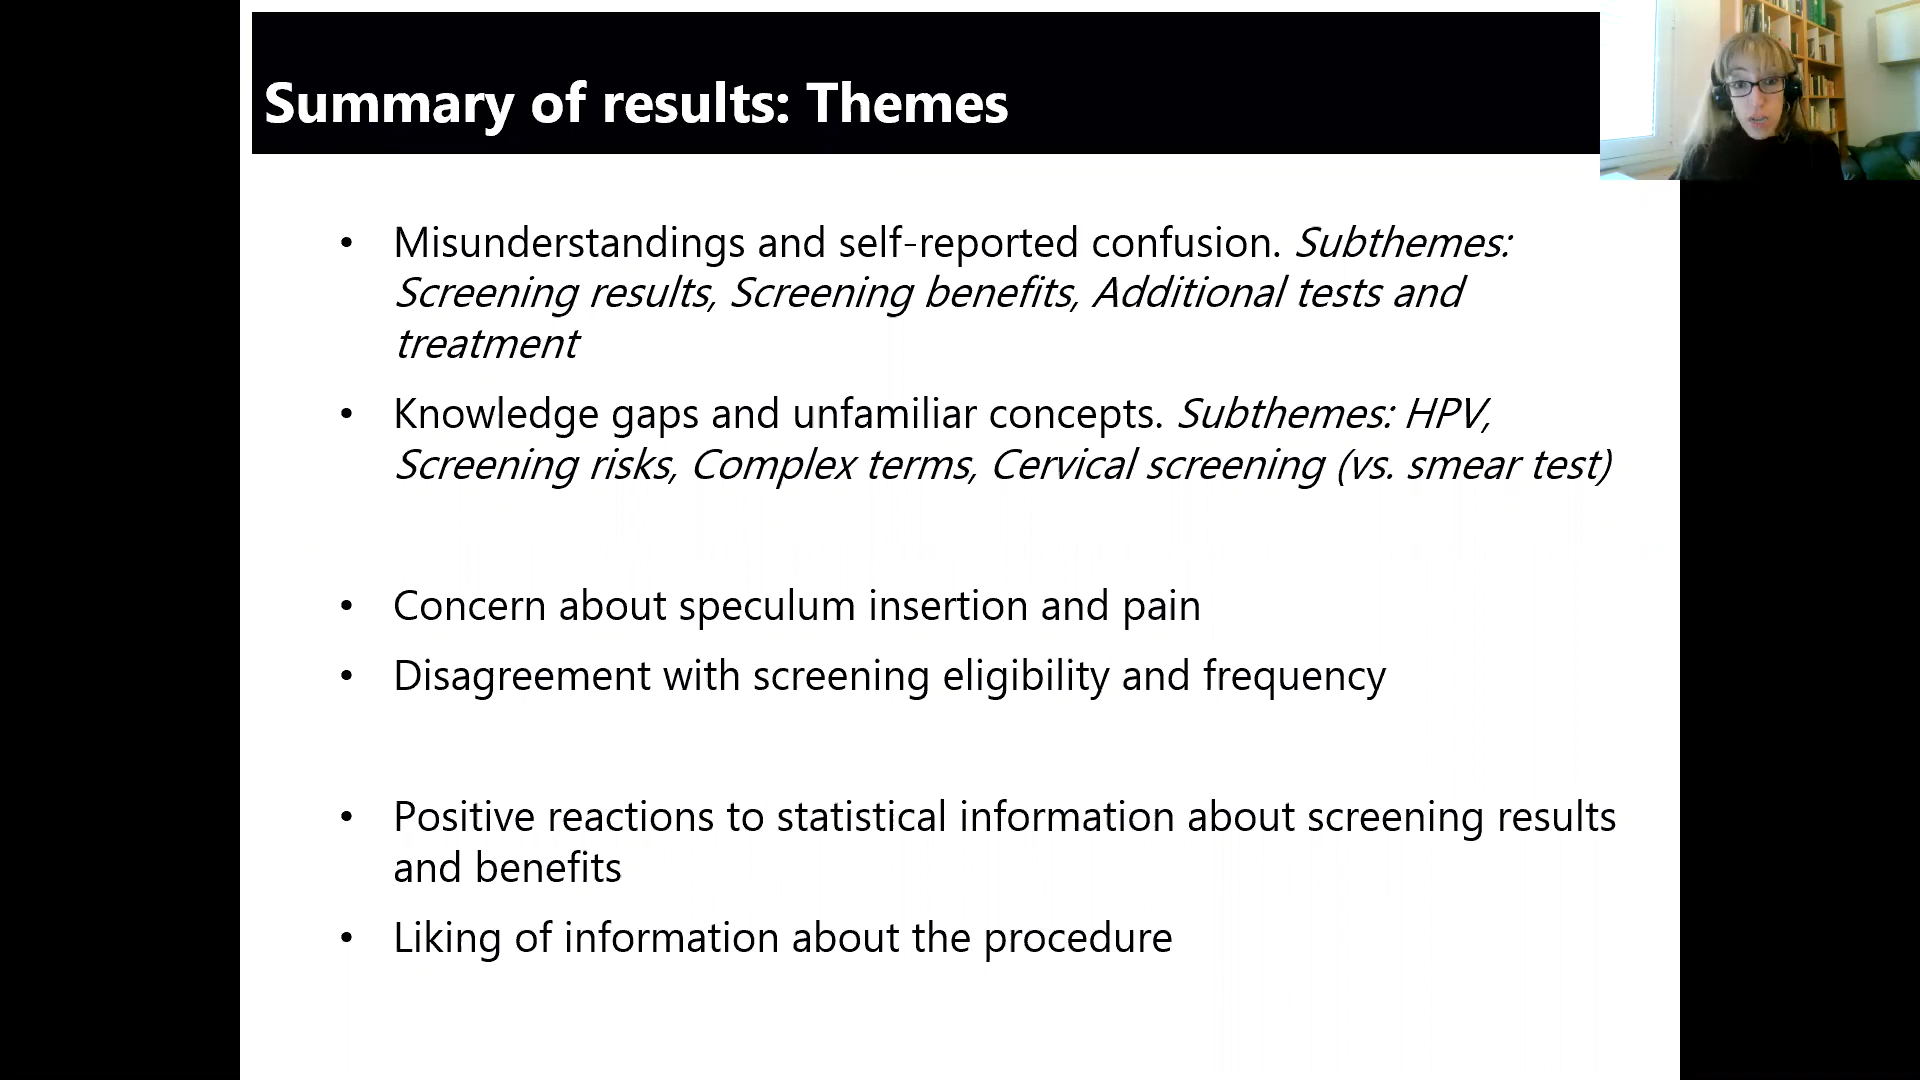 Summary of results: Themes
• Misunderstandings and self-reported confusion. Subthemes:
Screening results, Screening benefits, Additional tests and
treatment
• Knowledge gaps and unfamiliar concepts. Subthemes: HPV,
Screening risks, Complex terms, Cervical screening (vs. smear test)
• Concern about speculum insertion and pain
• Disagreement with screening eligibility and frequency
• Positive reactions to statistical information about screening results
and benefits
• Liking of information about the procedure